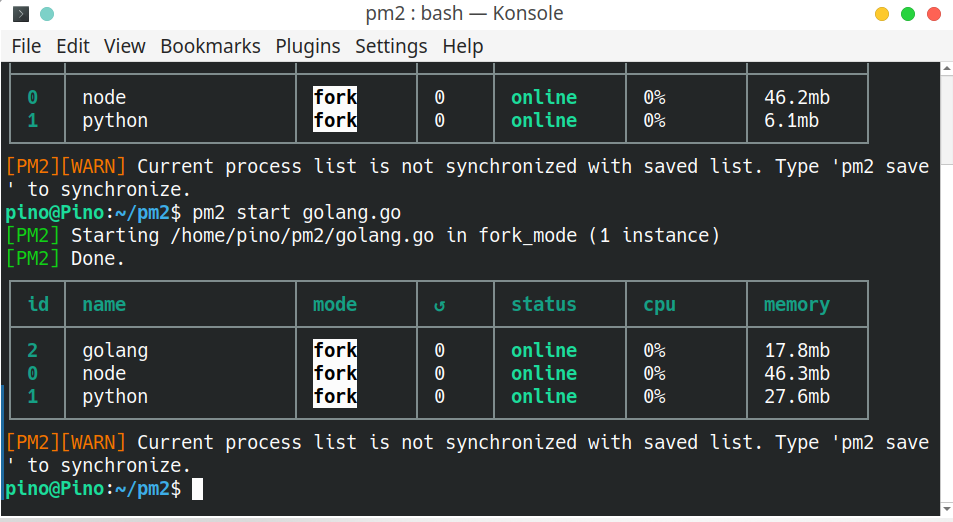 pm2 : bash — Konsole
File Edit View Bookmarks Plugins Settings Help
0 node fork 0 online 0% 46.2mb
1 python fork 0 online 0% 6.1mb
[PM2][WARN] Current process list is not synchronized with saved list. Type 'pm2 save
' to synchronize.
pino@Pino:~/pm2$ pm2 start golang.go
[PM2] Starting /home/pino/pm2/golang.go in fork_mode (1 instance)
[PM2] Done.
id name mode ↺ status cpu memory
2 golang fork 0 online 0% 17.8mb
0 node fork 0 online 0% 46.3mb
1 python fork 0 online 0% 27.6mb
[PM2][WARN] Current process list is not synchronized with saved list. Type 'pm2 save
' to synchronize.
pino@Pino:~/pm2$